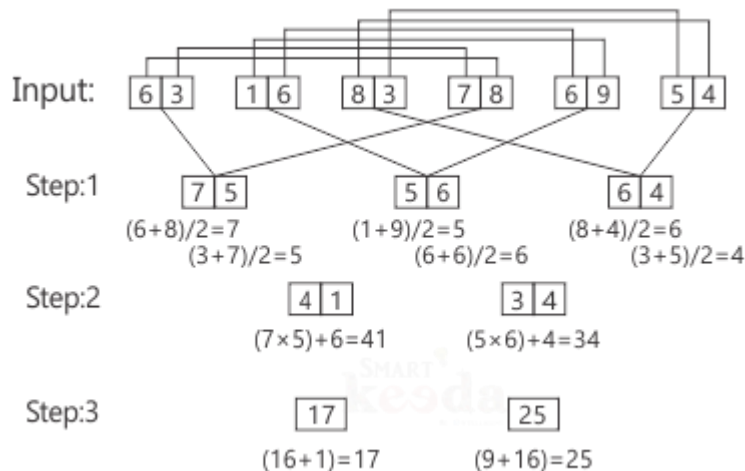 Input: 6 3 1 6 8 3 7 8 6 9 5 4
Step:1 7 5 5 6 6 4
(6+8)/2=7 (1+9)/2=5 (8+4)/2=6
(3+7)/2=5 (6+6)/2=6 (3+5)/2=4
Step:2 4 1 3 4
(7×5)+6=41 (5×6)+4=34
SMART
keeda
Step:3 17 25
(16+1)=17 (9+16)=25